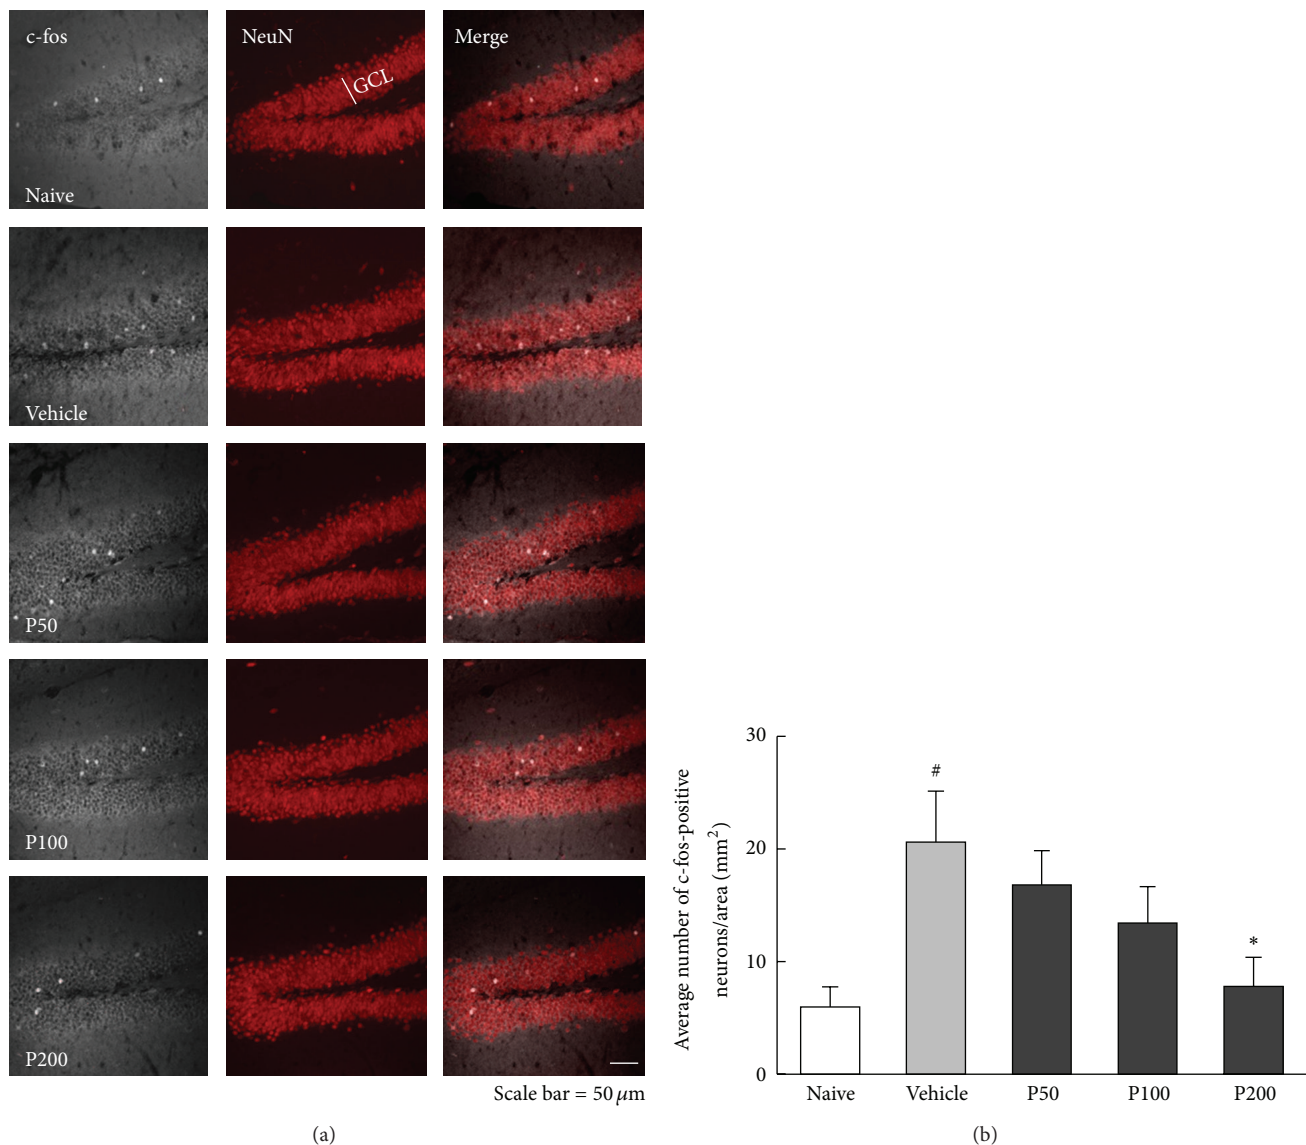 c-fos
NeuN
Merge
GCL
Naive
Vehicle
P50
P100
P200
Scale bar = 50 μm
(a)
Average number of c-fos-positive
neurons/area (mm²)
30
20
10
0
#
*
Naive
Vehicle
P50
P100
P200
(b)